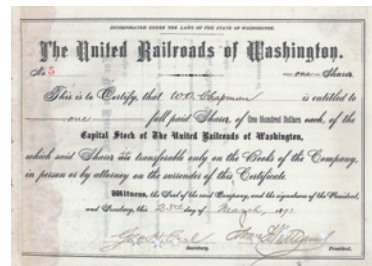 INCORPORATED UNDER THE LAWS OF THE STATE OF WASHINGTON.
The United Railroads of Washington.
No 5 one Shares
This is to Certify, that W.O. Chapman is entitled to
one full paid Shares, of One Hundred Dollars each, of the
Capital Stock of The United Railroads of Washington,
which said Shares are transferable only on the Books of the Company,
in person or by attorney on the surrender of this Certificate.
Witness, the Seal of the said Company, and the signatures of the President,
and Secretary, this 23rd day of March, 
Secretary. President.